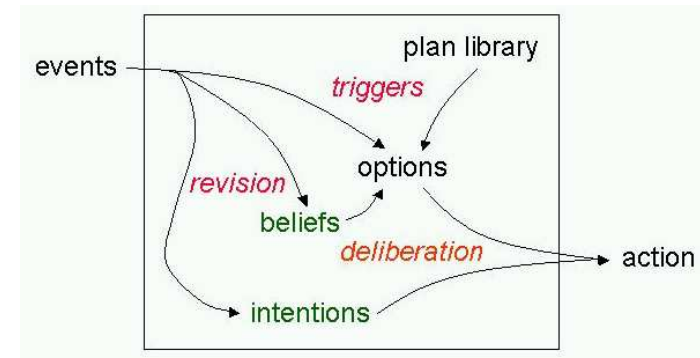 plan library
events
triggers
options
revision
beliefs
deliberation
action
intentions